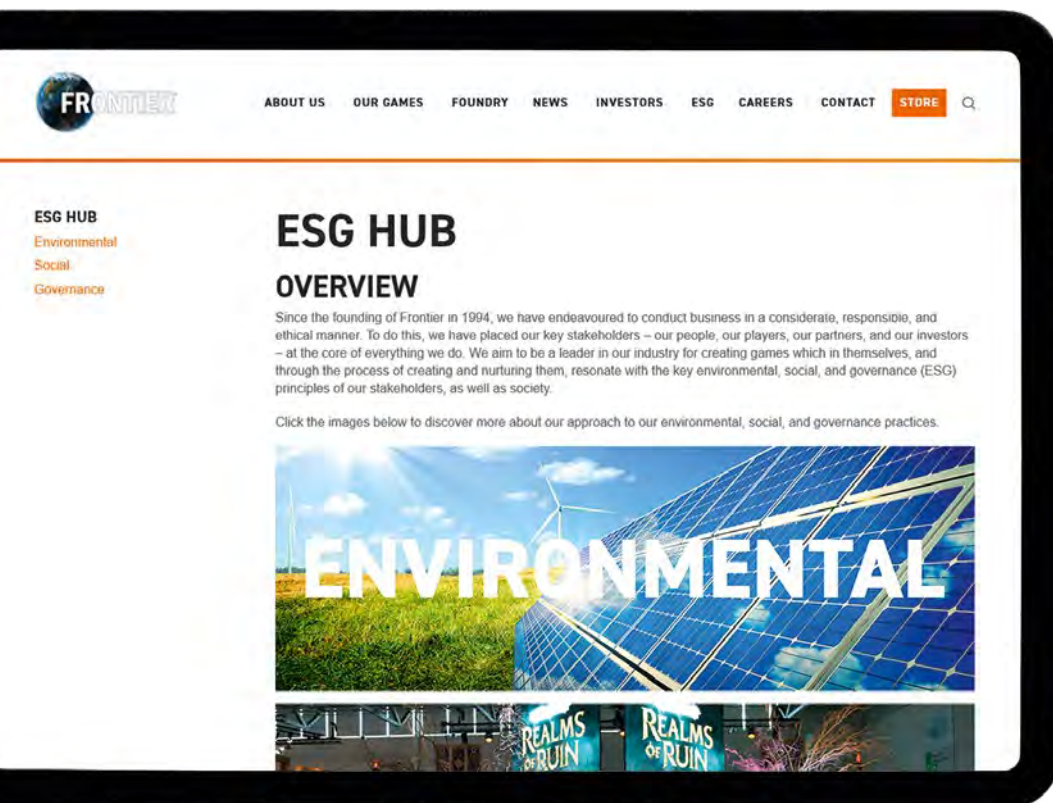 FRONTIER
ABOUT US OUR GAMES FOUNDRY NEWS INVESTORS ESG CAREERS CONTACT STORE
ESG HUB
Environmental
Social
Governance
ESG HUB
OVERVIEW
Since the founding of Frontier in 1994, we have endeavoured to conduct business in a considerate, responsible, and
ethical manner. To do this, we have placed our key stakeholders – our people, our players, our partners, and our investors
– at the core of everything we do. We aim to be a leader in our industry for creating games which in themselves, and
through the process of creating and nurturing them, resonate with the key environmental, social, and governance (ESG)
principles of our stakeholders, as well as society.
Click the images below to discover more about our approach to our environmental, social, and governance practices.
ENVIRONMENTAL
REALMS
OF RUIN
REALMS
OF RUIN